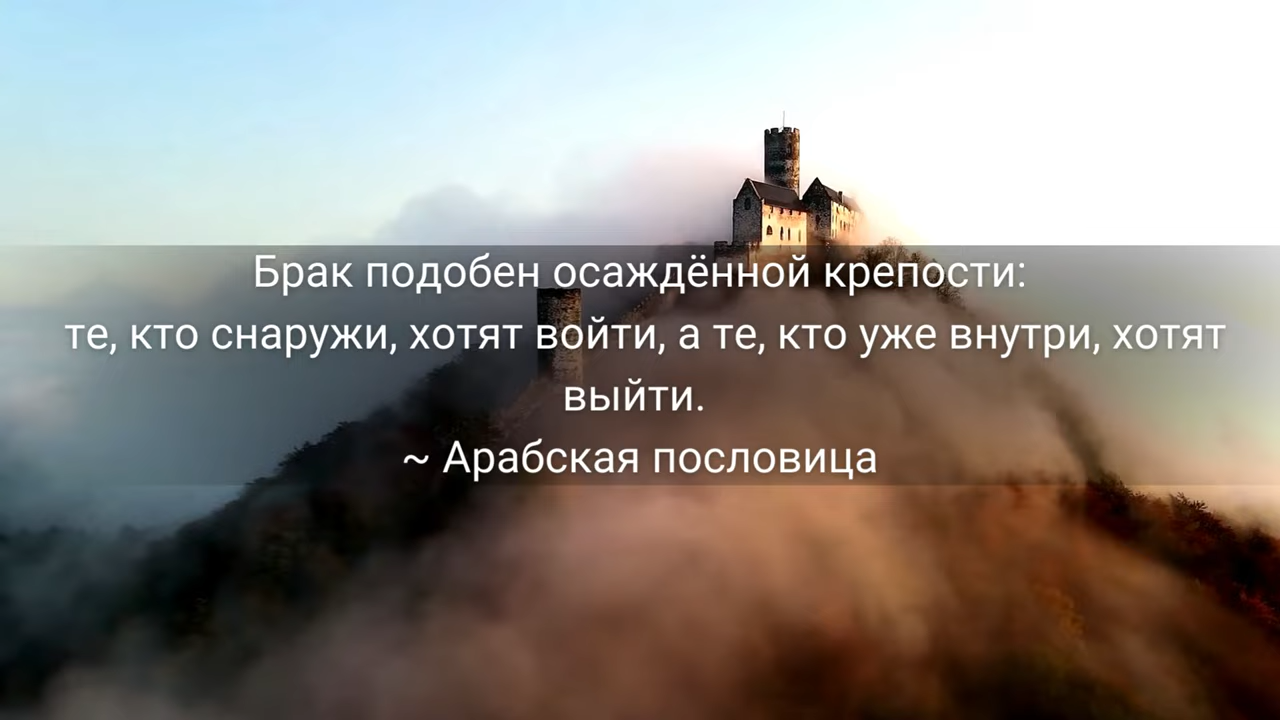 Брак подобен осаждённой крепости:
те, кто снаружи, хотят войти, а те, кто уже внутри, хотят
выйти.
~ Арабская пословица